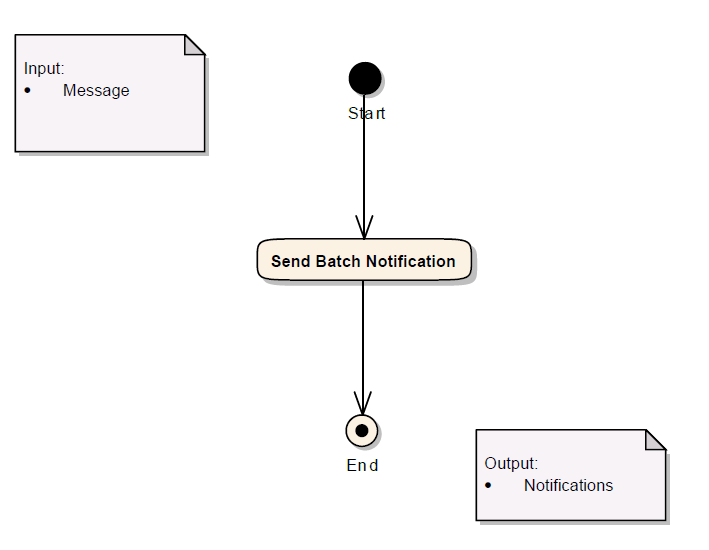 Input:
• Message
Start
Send Batch Notification
End
Output:
• Notifications